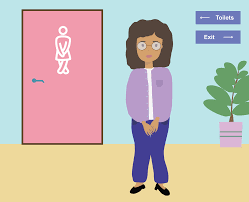 ← Toilets
Exit →